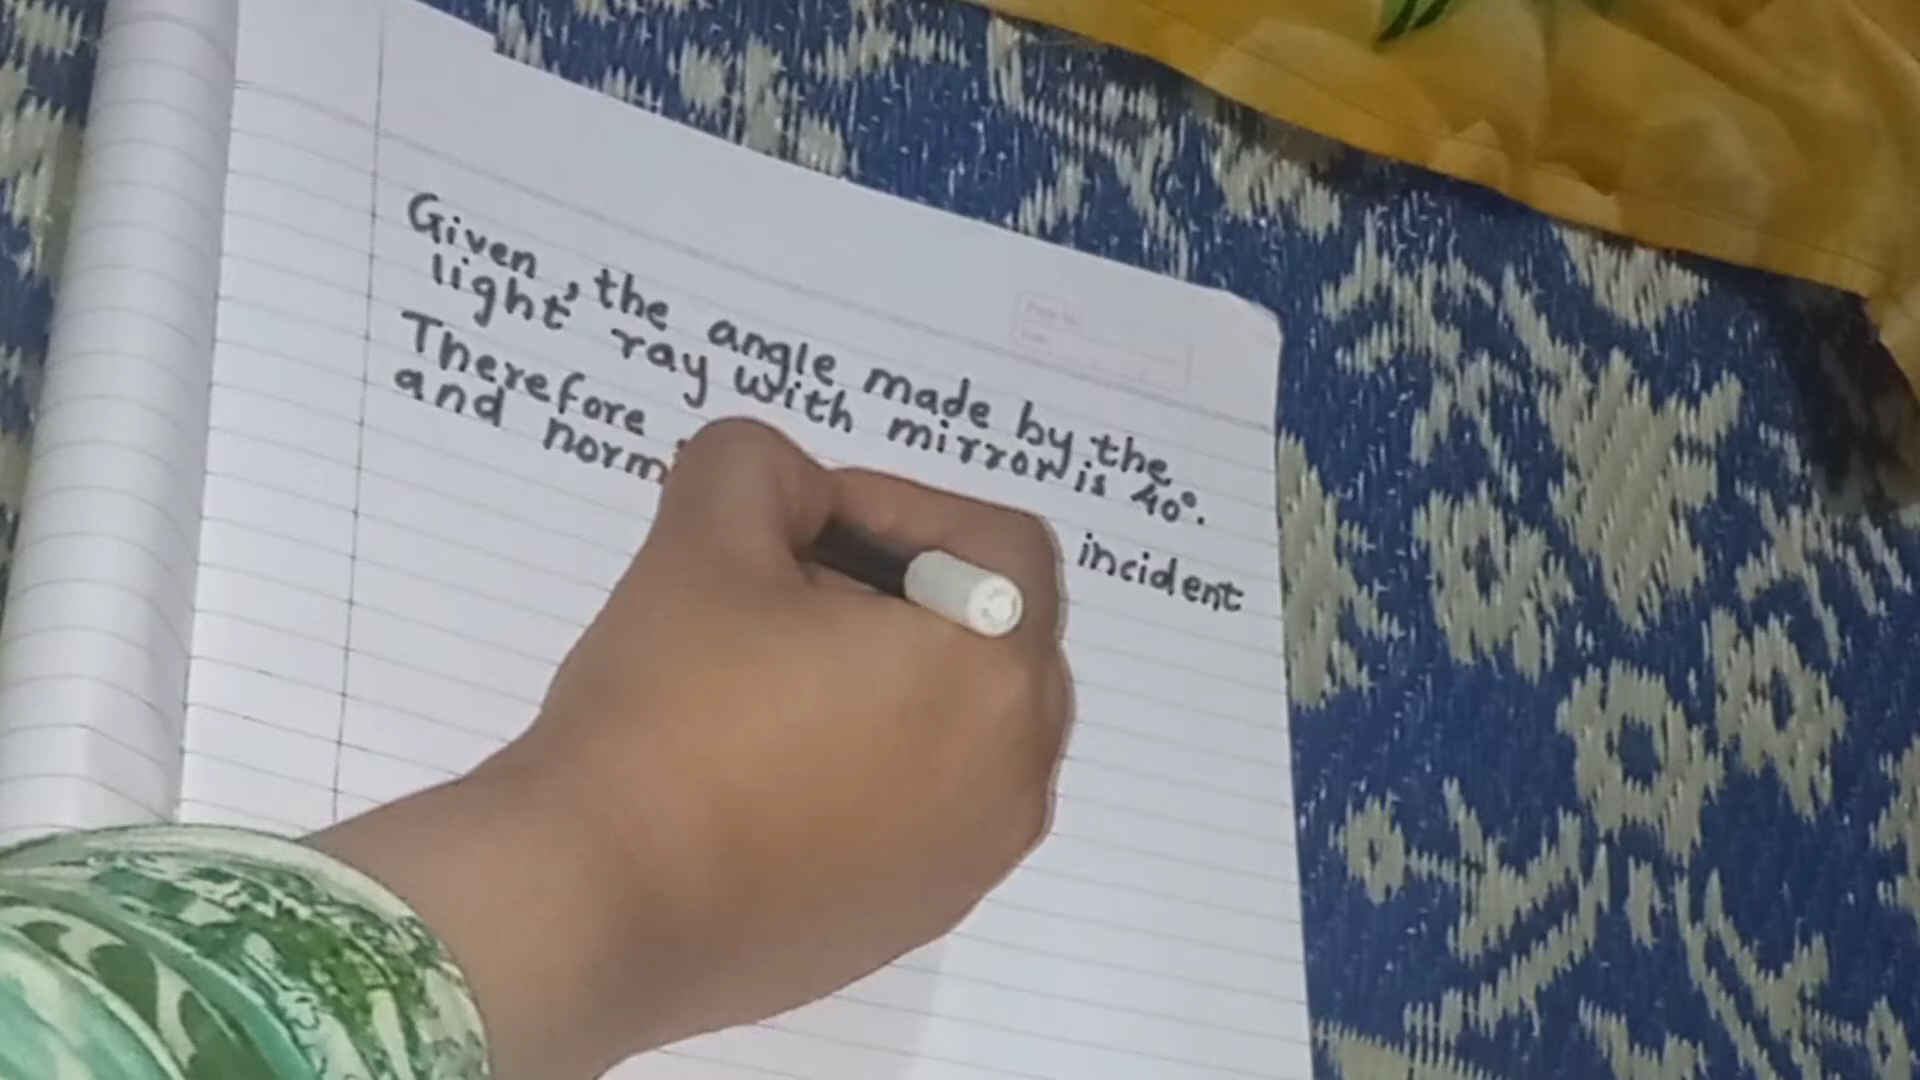 Given, the angle made by the
light ray with mirror is 40°.
Therefore incident
and norm